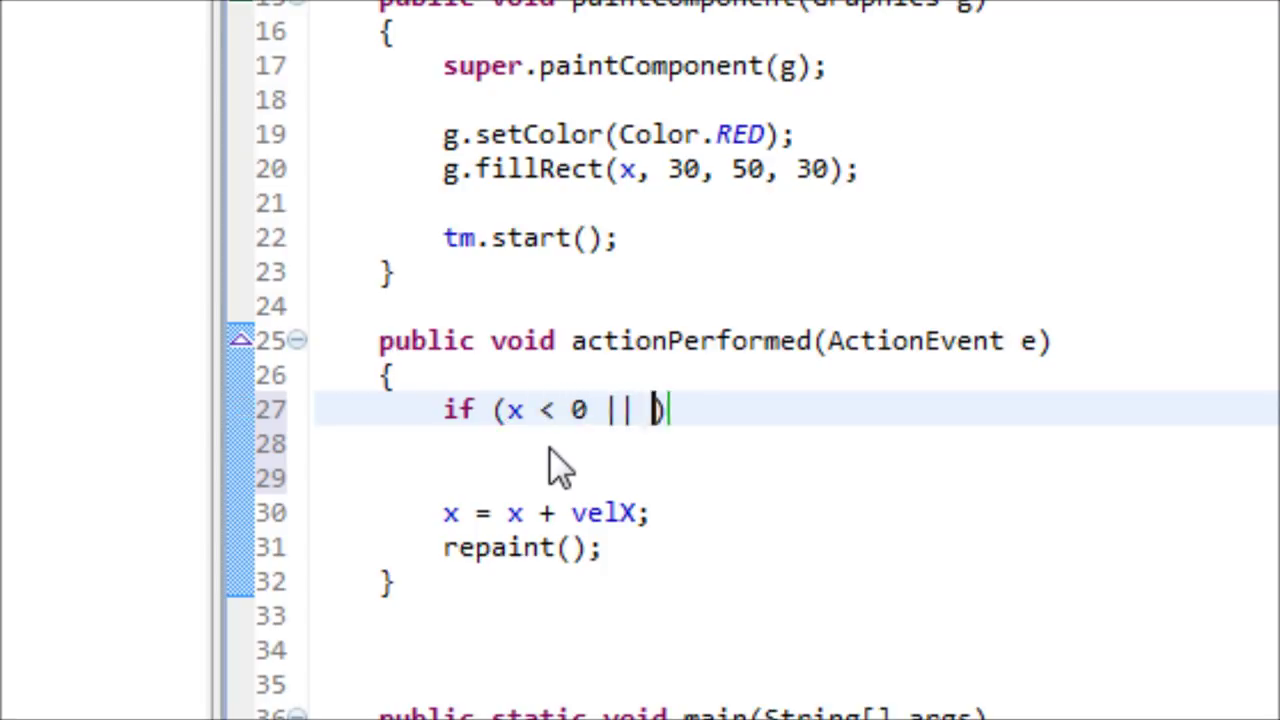 15 public void paintComponent(Graphics g)
16 {
17 super.paintComponent(g);
18
19 g.setColor(Color.RED);
20 g.fillRect(x, 30, 50, 30);
21
22 tm.start();
23 }
24
25 public void actionPerformed(ActionEvent e)
26 {
27 if (x < 0 || )
28
29
30 x = x + velX;
31 repaint();
32 }
33
34
35
36 public static void main(String[] args)